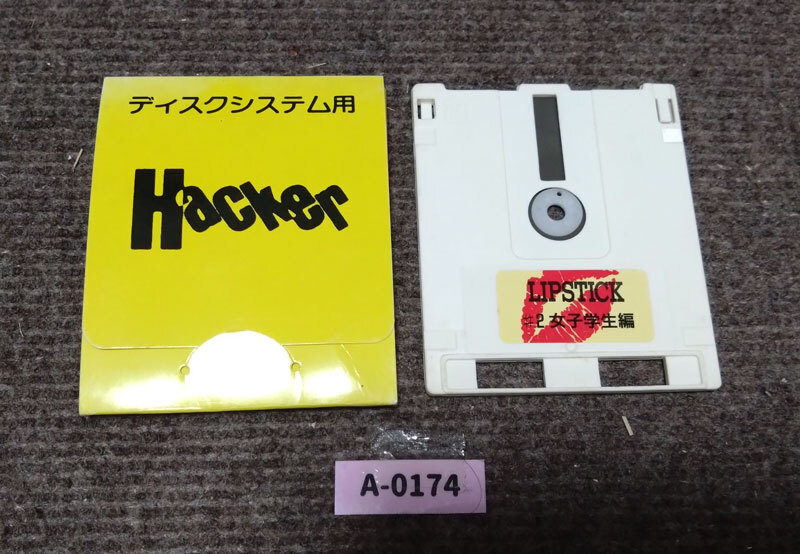 ディスクシステム用
Hacker
LIPSTICK
#2 女子学生編
A-0174